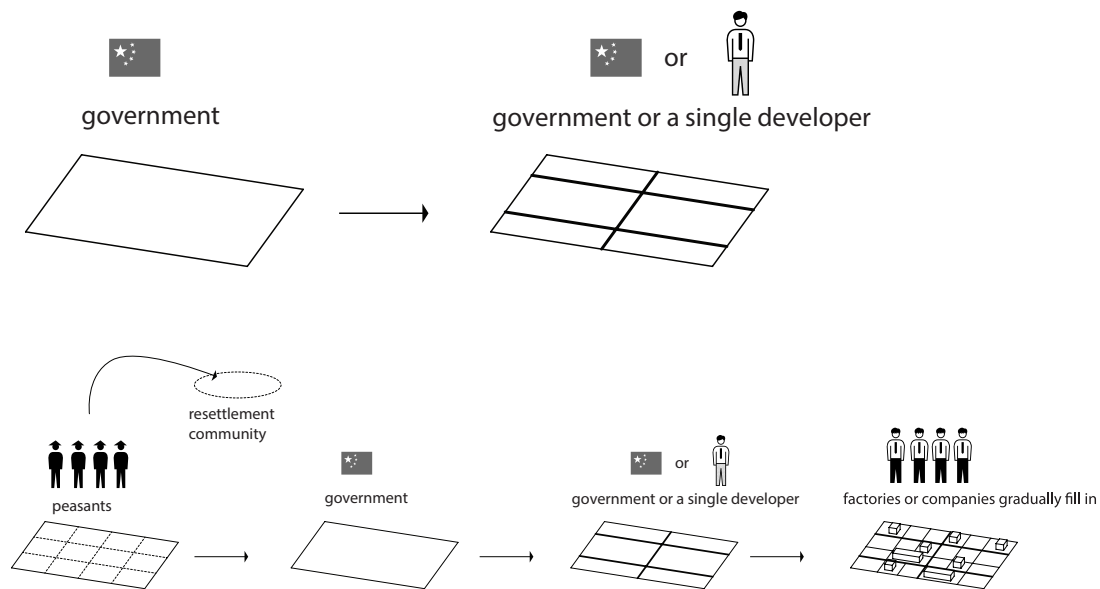 government
or
government or a single developer
resettlement
community
peasants
government
or
government or a single developer
factories or companies gradually fill in